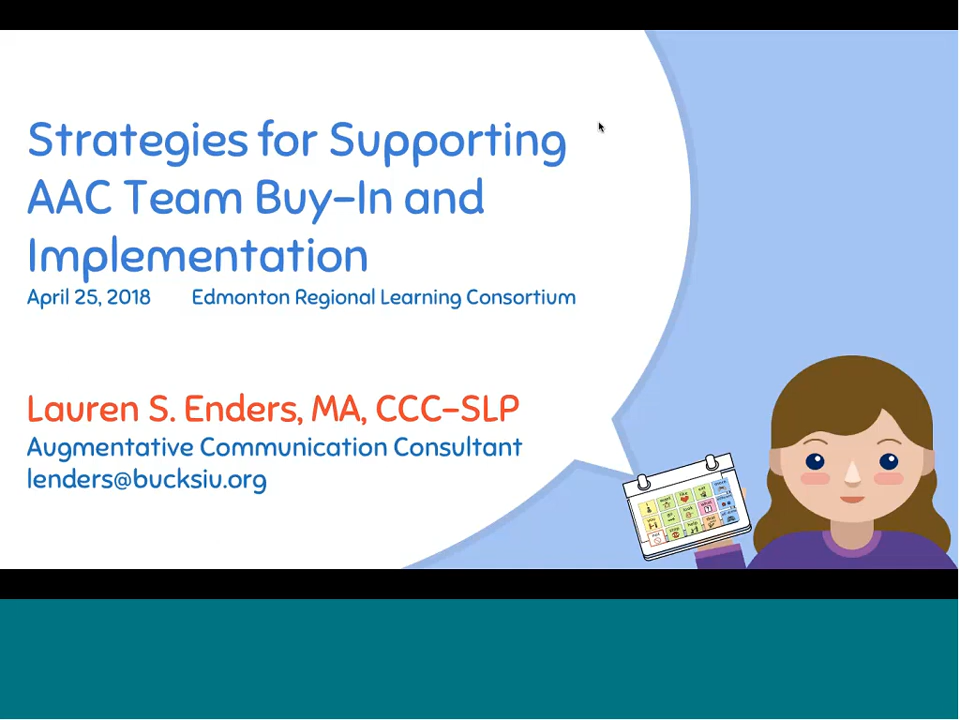 Strategies for Supporting
AAC Team Buy-In and
Implementation
April 25, 2018 Edmonton Regional Learning Consortium
Lauren S. Enders, MA, CCC-SLP
Augmentative Communication Consultant
lenders@bucksiu.org